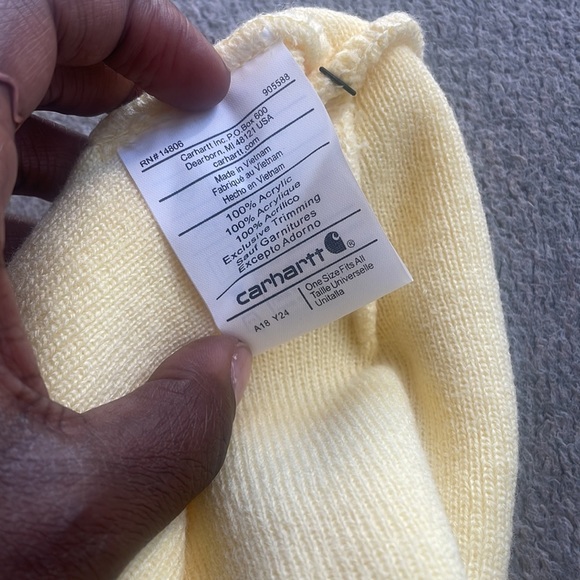 RN#14806
905588
Carhartt Inc. P.O.Box 600
Dearborn, MI 48121 USA
carhartt.com
Made in Vietnam
Fabriqué au Vietnam
Hecho en Vietnam
100% Acrylic
100% Acrylique
100% Acrílico
Exclusive Trimming
Sauf Garnitures
Excepto Adorno
carhartt ®
A18 Y24
One Size Fits All
Taille Universelle
Unitalla